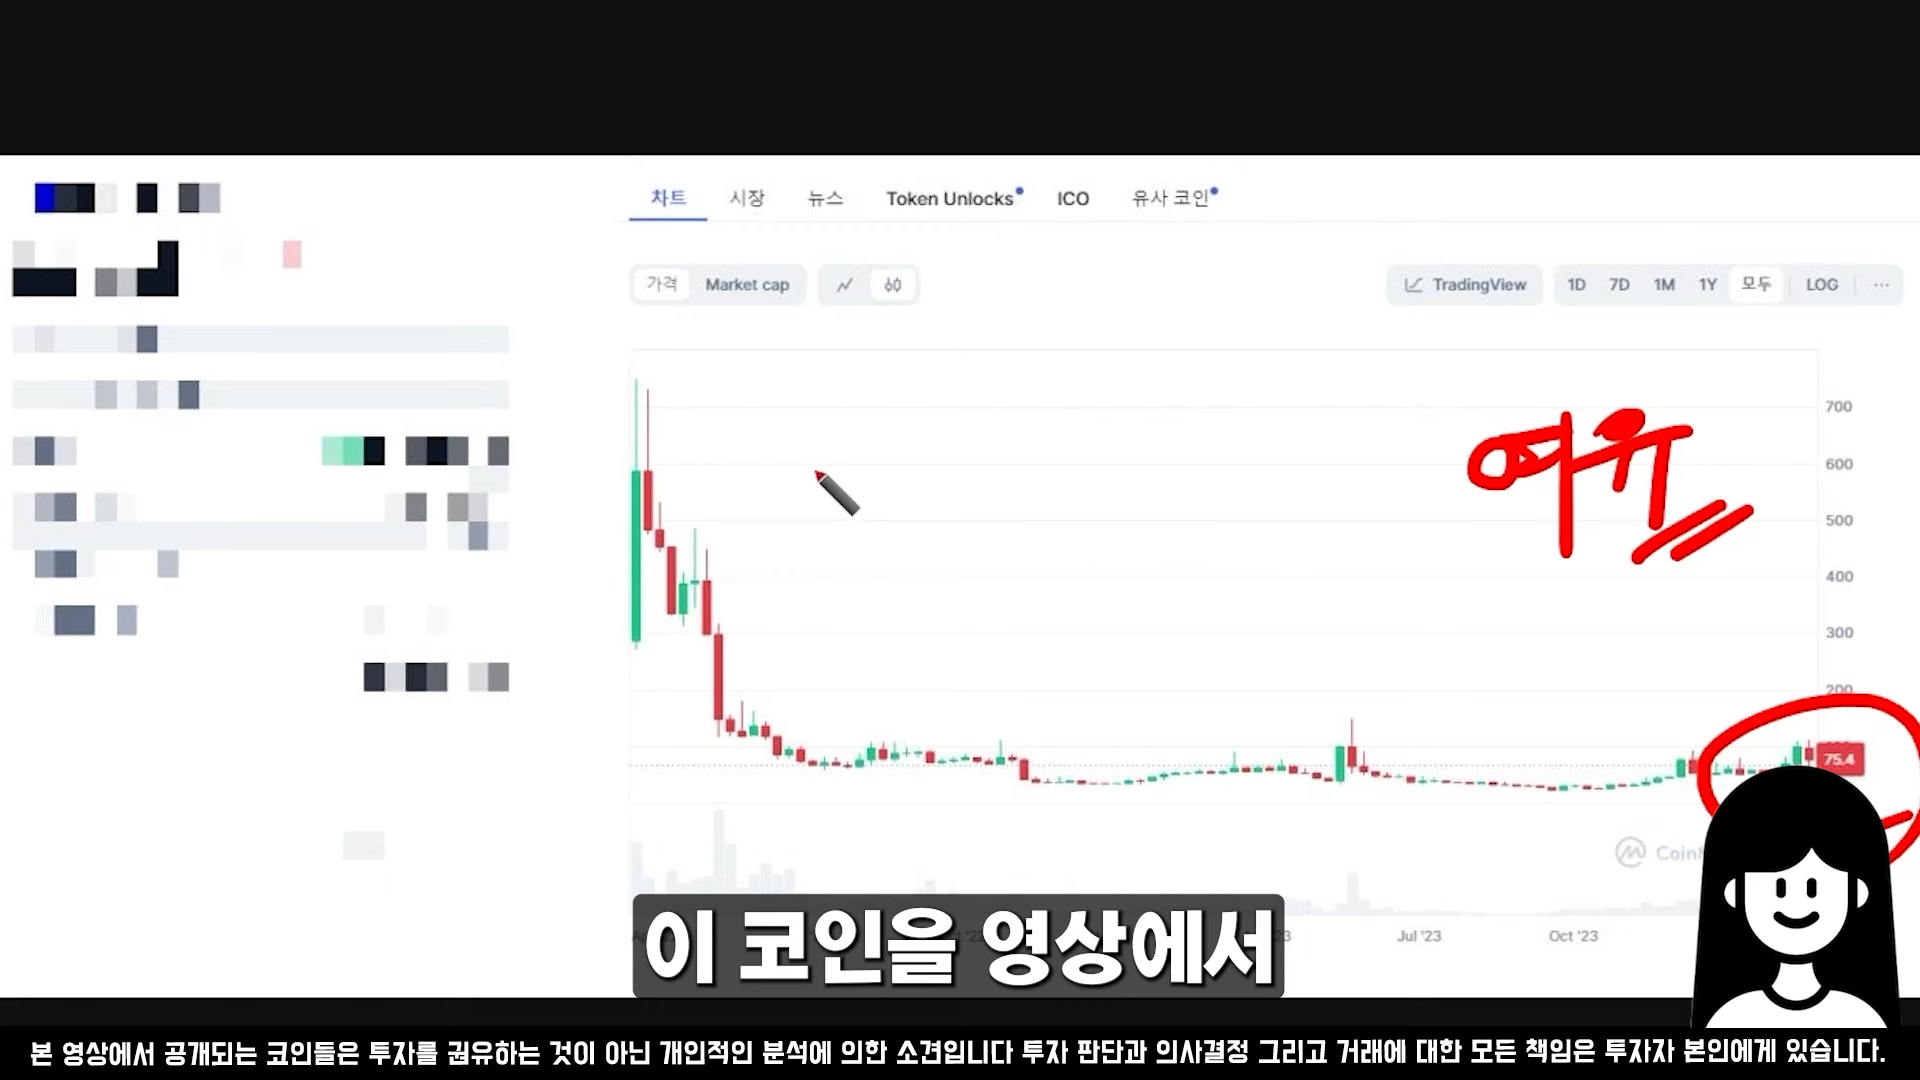 차트 시장 뉴스 Token Unlocks ICO 유사 코인
가격 Market cap TradingView 1D 7D 1M 1Y 모두 LOG ...
700
여유
600
500
400
300
200
75.4
Jul '23 Oct '23
이 코인을 영상에서
본 영상에서 공개되는 코인들은 투자를 권유하는 것이 아닌 개인적인 분석에 의한 소견입니다 투자 판단과 의사결정 그리고 거래에 대한 모든 책임은 투자자 본인에게 있습니다.